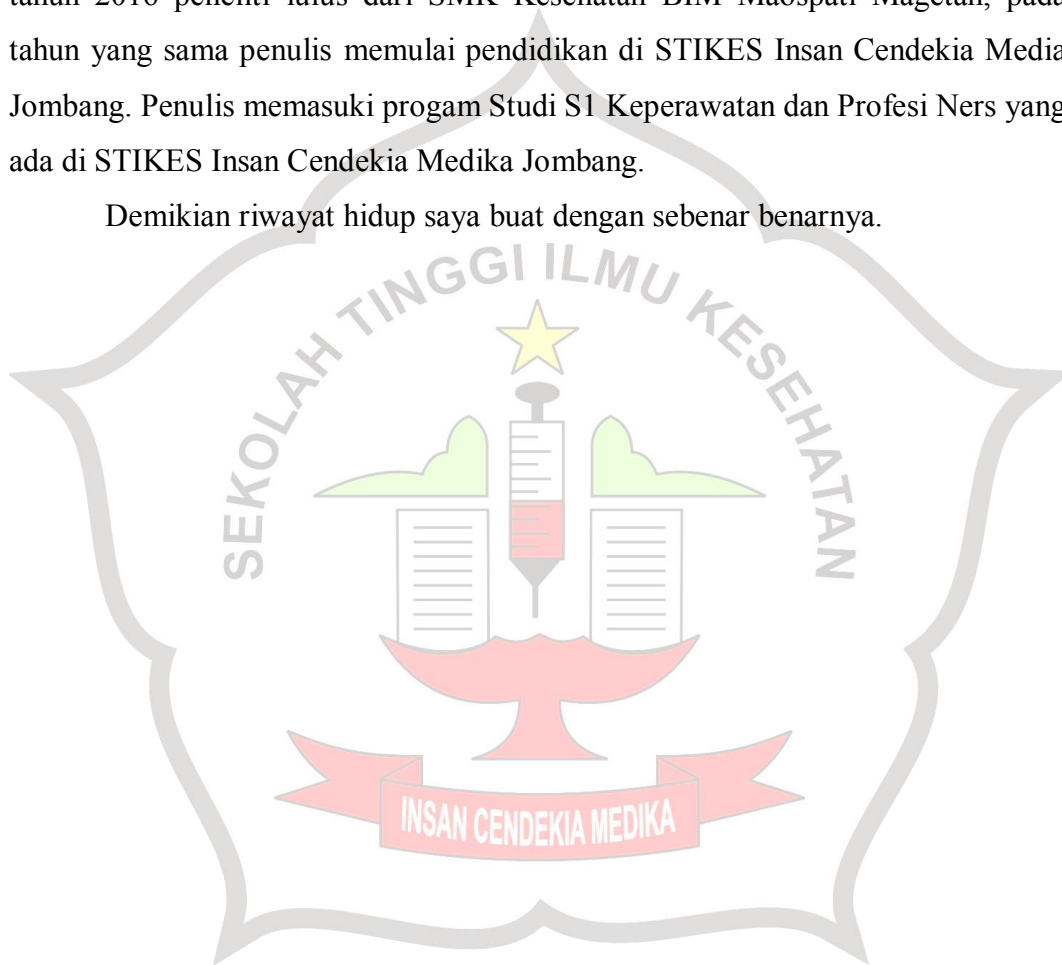 tahun 2016 peneliti lulus dari SMK Kesehatan BIM Maospati Magetan, pada
tahun yang sama penulis memulai pendidikan di STIKES Insan Cendekia Media
Jombang. Penulis memasuki progam Studi S1 Keperawatan dan Profesi Ners yang
ada di STIKES Insan Cendekia Medika Jombang.
Demikian riwayat hidup saya buat dengan sebenar benarnya.
SEKOLAH TINGGI ILMU KESEHATAN
INSAN CENDEKIA MEDIKA